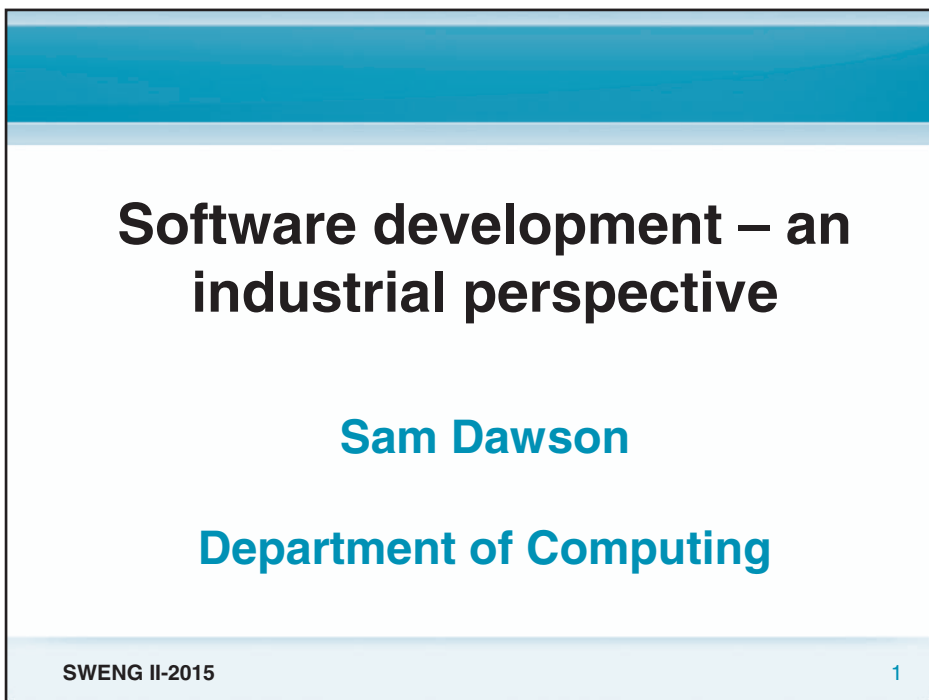 Software development – an
industrial perspective
Sam Dawson
Department of Computing
SWENG II-2015
1